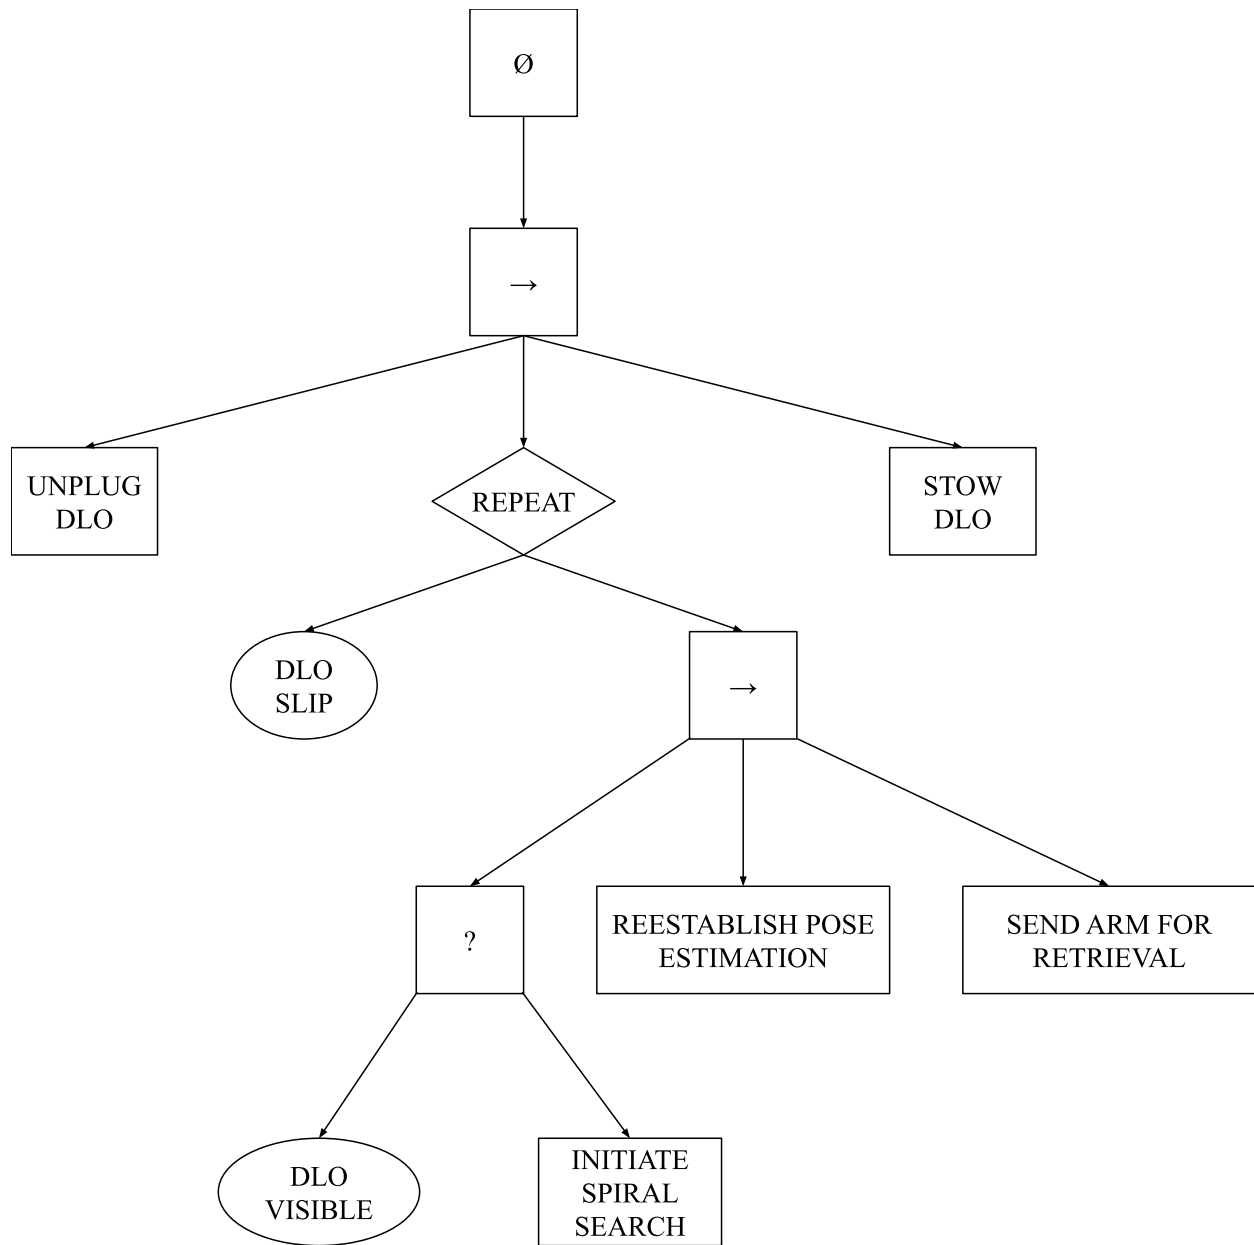 Ø
→
UNPLUG
DLO
REPEAT
STOW
DLO
DLO
SLIP
→
?
REESTABLISH POSE
ESTIMATION
SEND ARM FOR
RETRIEVAL
DLO
VISIBLE
INITIATE
SPIRAL
SEARCH